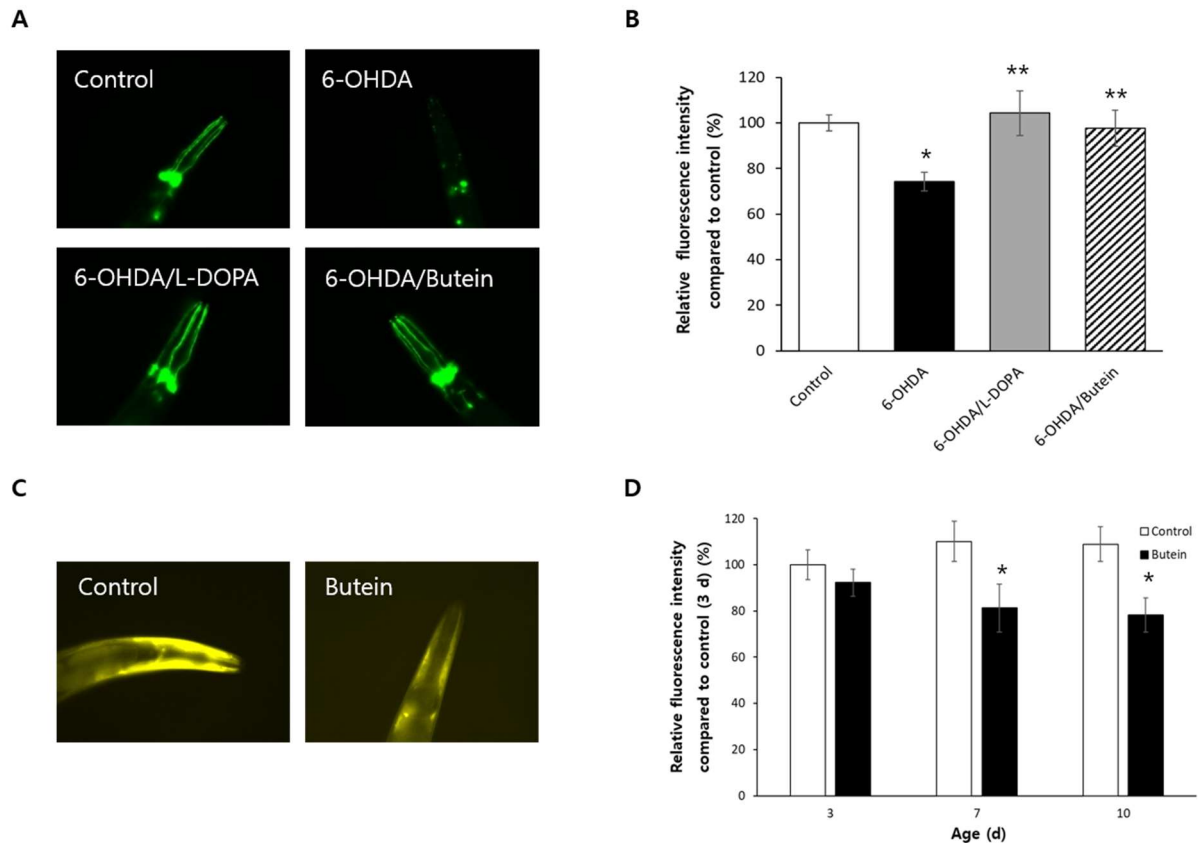 A
Control
6-OHDA
6-OHDA/L-DOPA
6-OHDA/Butein
B
Relative fluorescence intensity
compared to control (%)
120
100
80
60
40
20
0
*
**
**
Control
6-OHDA
6-OHDA/L-DOPA
6-OHDA/Butein
C
Control
Butein
D
Relative fluorescence intensity
compared to control (3 d) (%)
120
100
80
60
40
20
0
Control
Butein
*
*
3
7
10
Age (d)